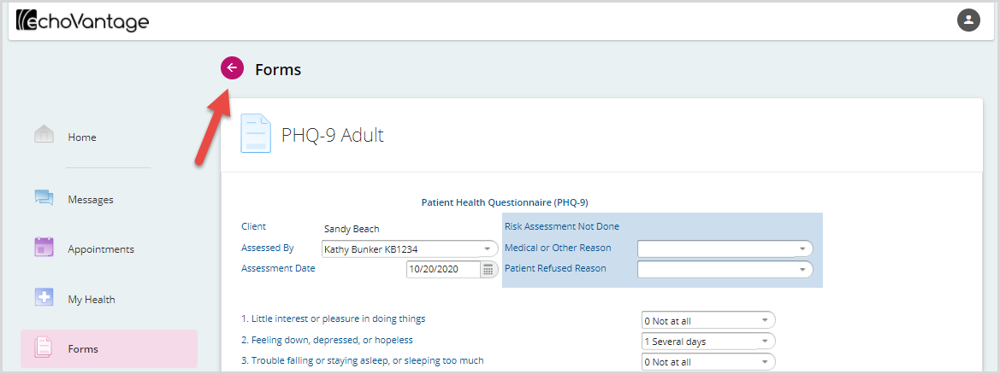 echoVantage
Forms
Home
Messages
Appointments
My Health
Forms
PHQ-9 Adult
Patient Health Questionnaire (PHQ-9)
Client Sandy Beach
Assessed By Kathy Bunker KB1234
Assessment Date 10/20/2020
Risk Assessment Not Done
Medical or Other Reason
Patient Refused Reason
1. Little interest or pleasure in doing things 0 Not at all
2. Feeling down, depressed, or hopeless 1 Several days
3. Trouble falling or staying asleep, or sleeping too much 0 Not at all